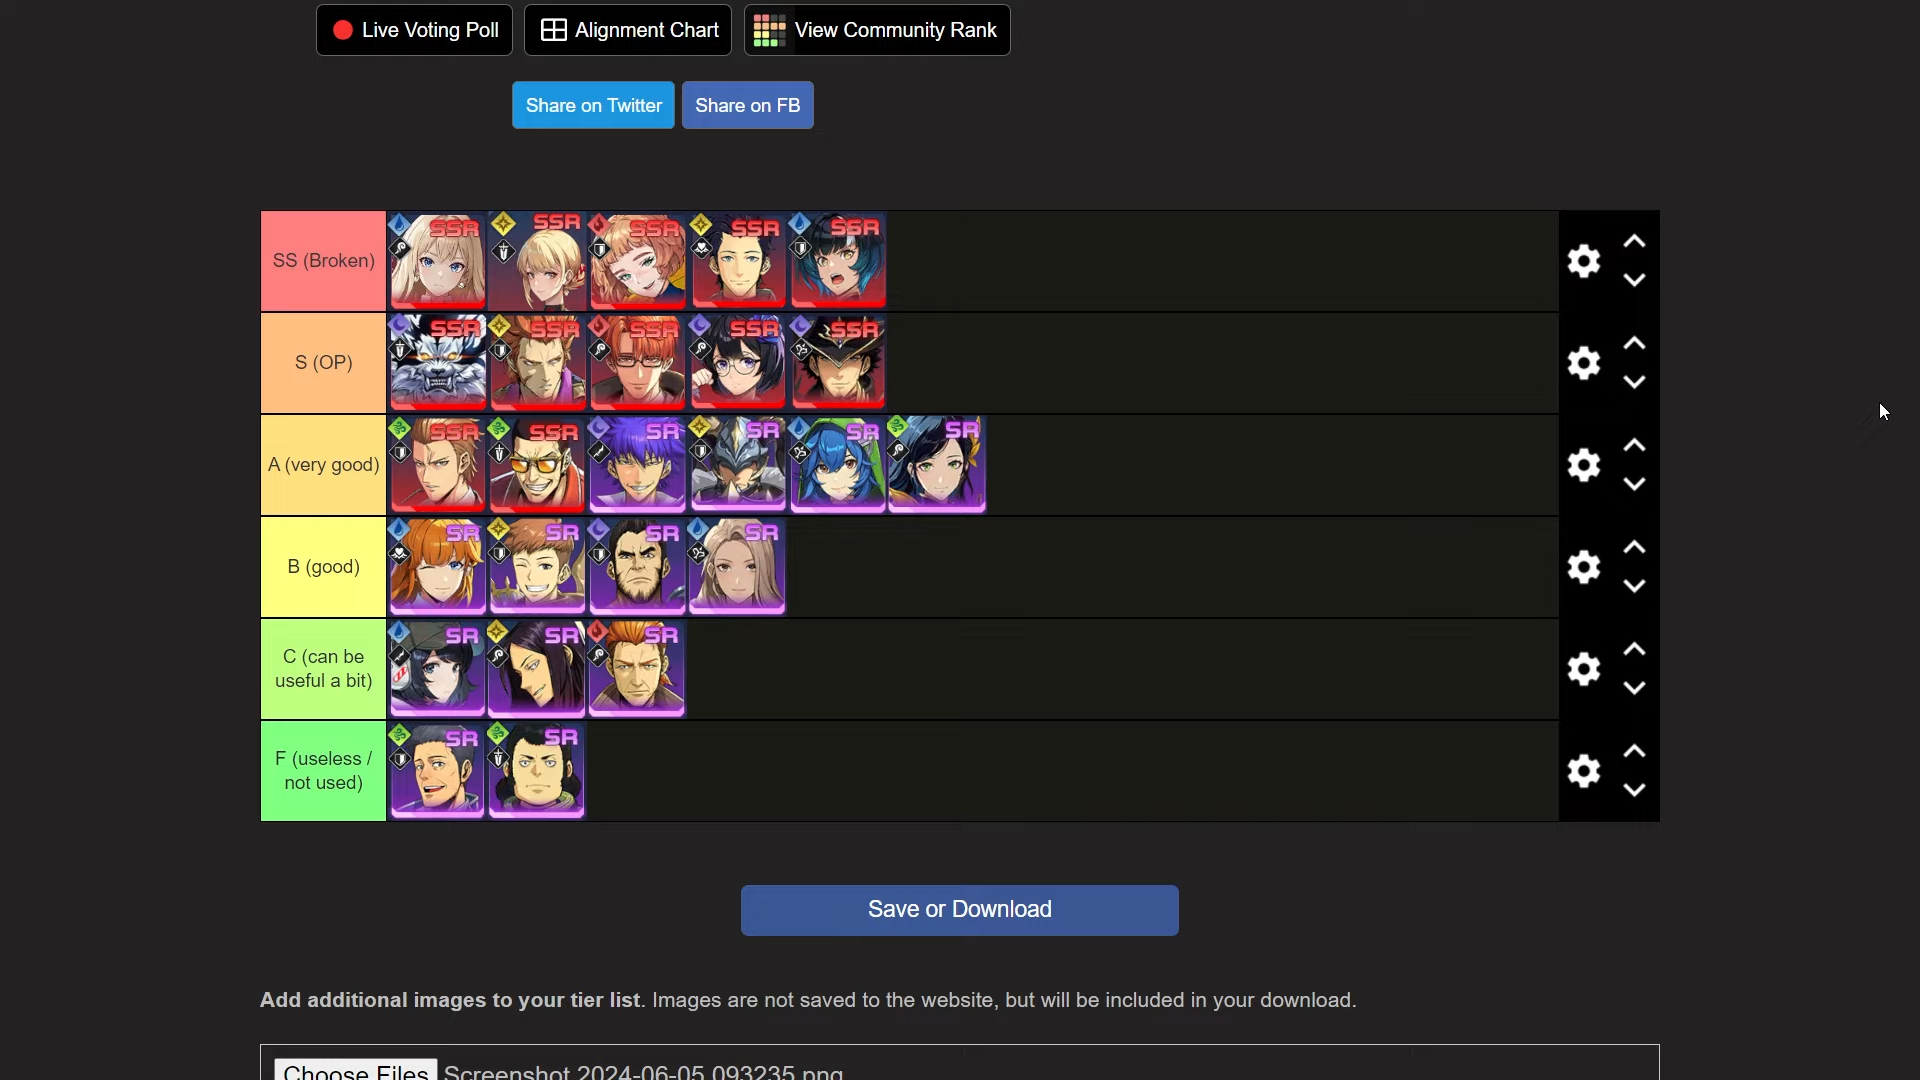 Live Voting Poll
Alignment Chart
View Community Rank
Share on Twitter
Share on FB
SS (Broken)
SSR SSR SSR SSR SSR
S (OP)
SSR SSR SSR SSR SSR
A (very good)
SSR SSR SR SR SR SR
B (good)
SR SR SR SR
C (can be
useful a bit)
SR SR SR
F (useless /
not used)
SR SR
Save or Download
Add additional images to your tier list. Images are not saved to the website, but will be included in your download.
Choose Files Screenshot 2024-06-05 093235.png